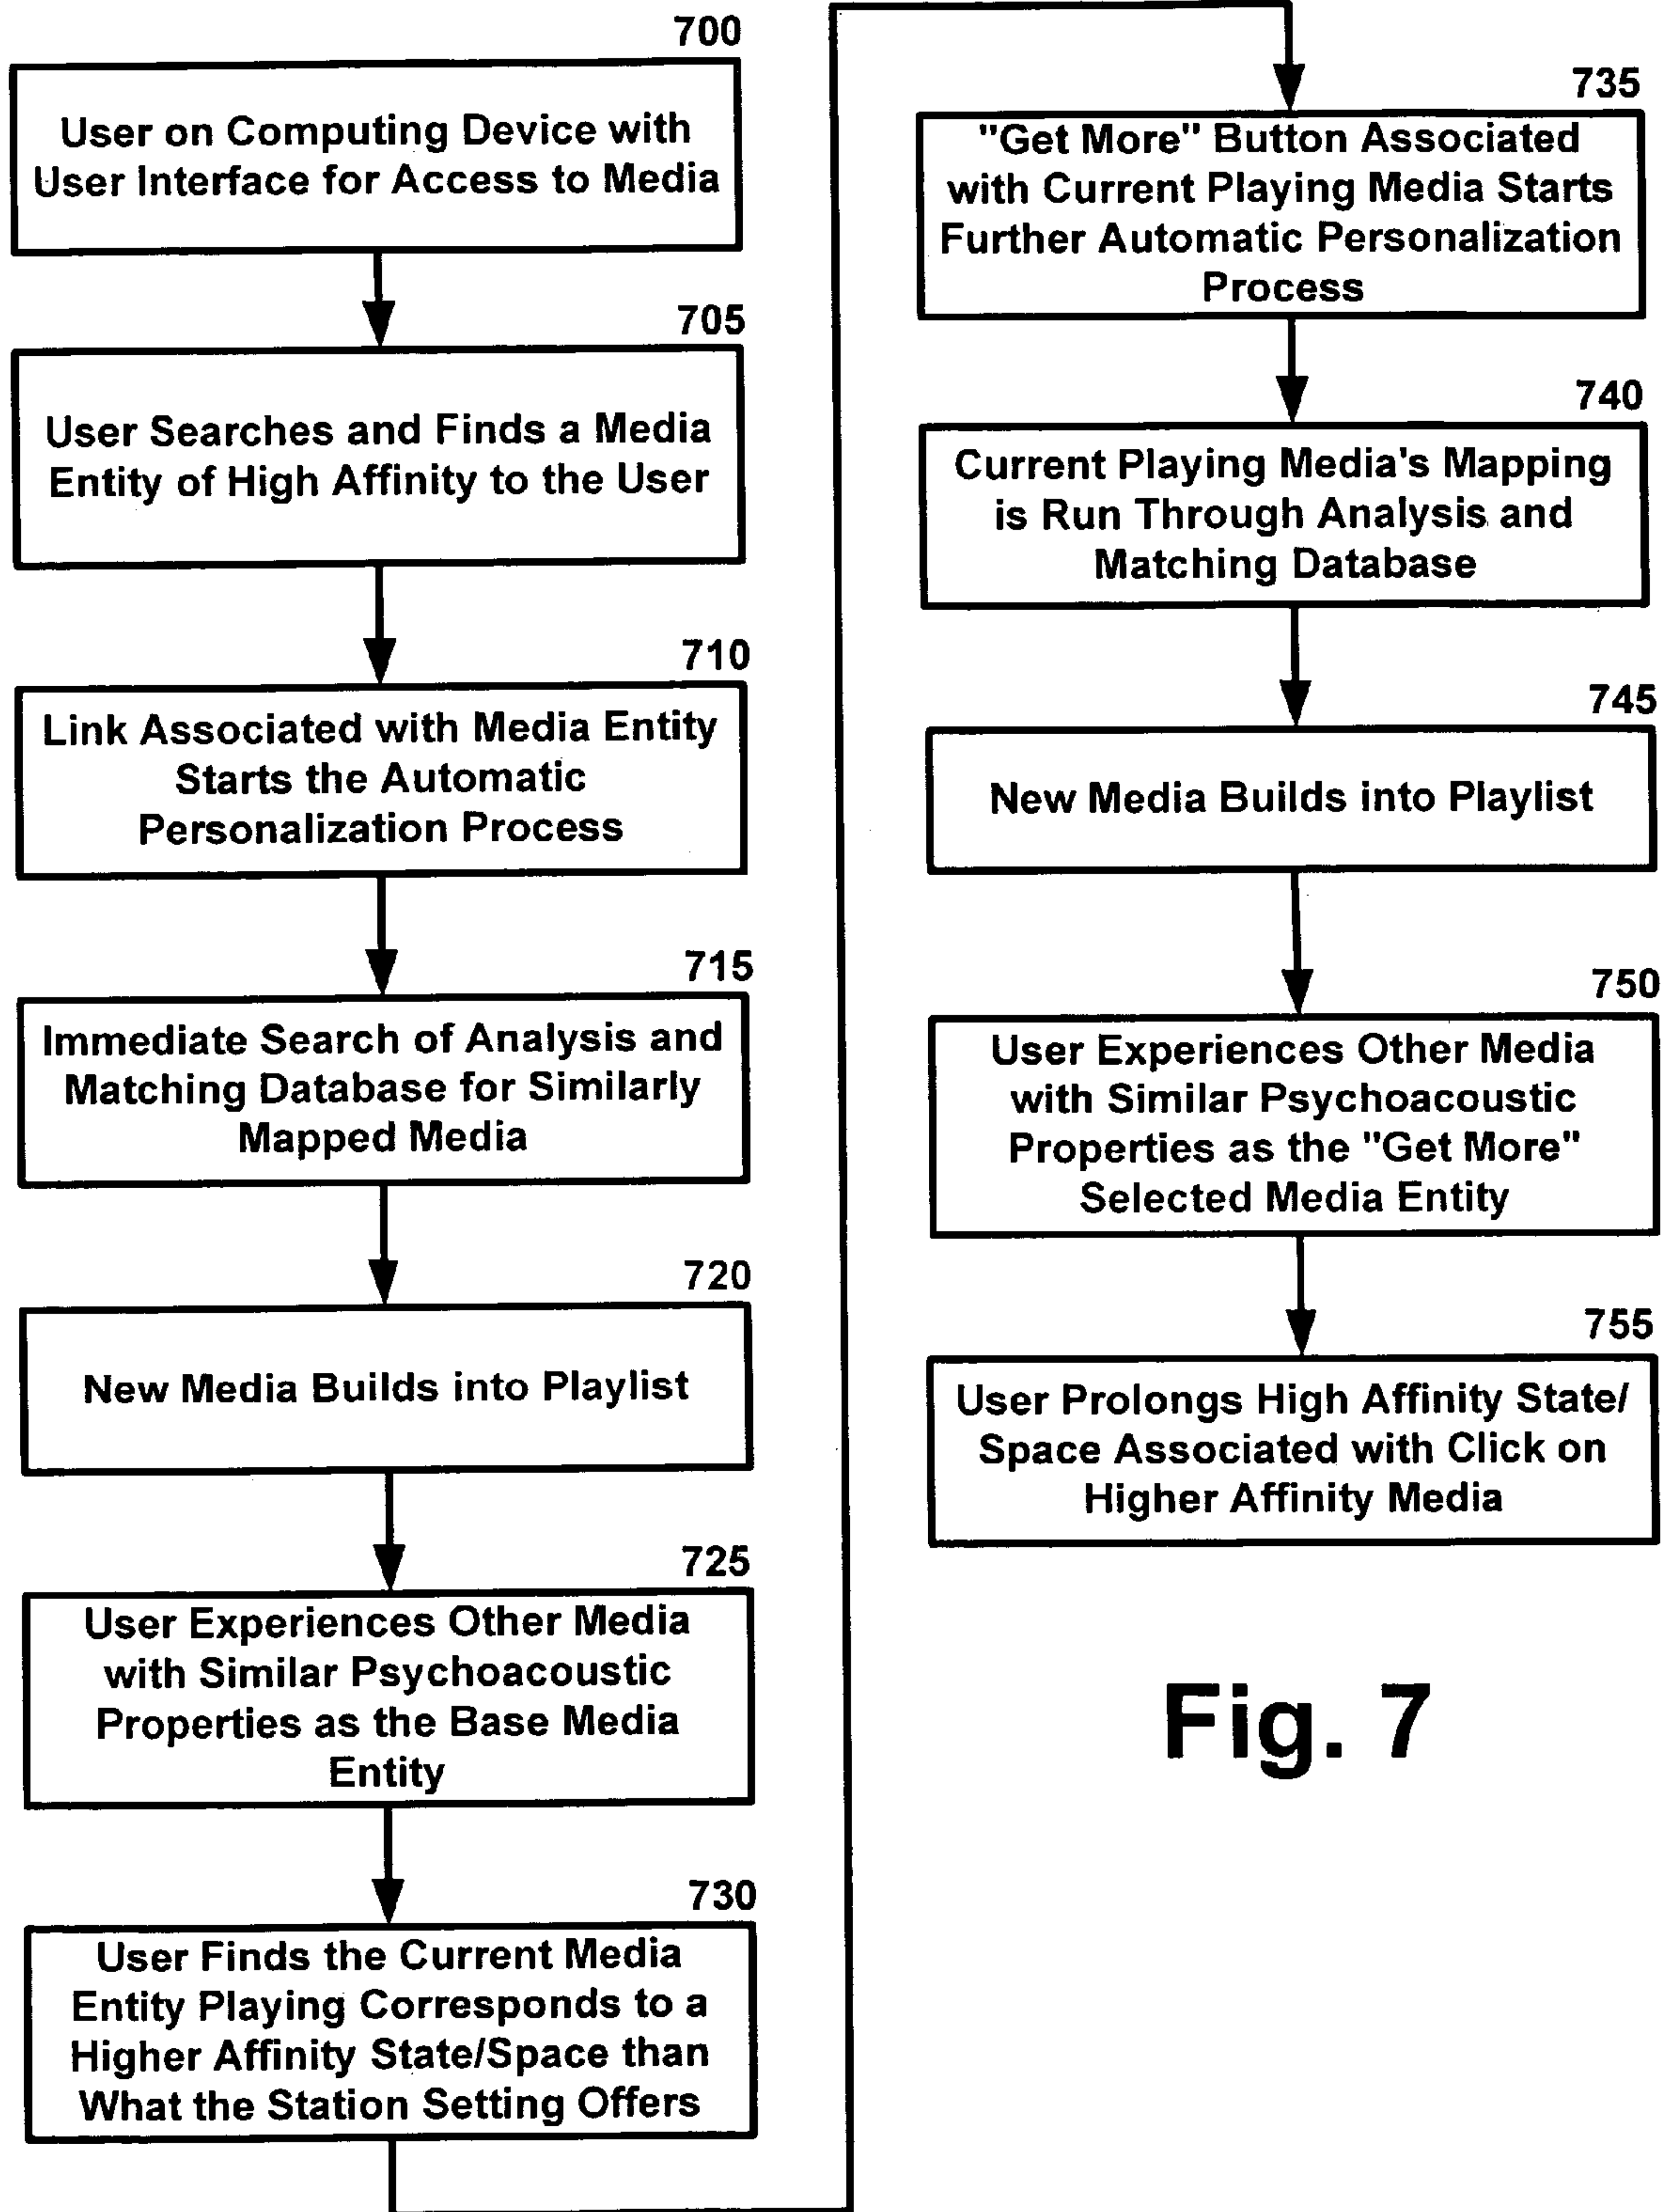 700
User on Computing Device with
User Interface for Access to Media
705
User Searches and Finds a Media
Entity of High Affinity to the User
710
Link Associated with Media Entity
Starts the Automatic
Personalization Process
715
Immediate Search of Analysis and
Matching Database for Similarly
Mapped Media
720
New Media Builds into Playlist
725
User Experiences Other Media
with Similar Psychoacoustic
Properties as the Base Media
Entity
730
User Finds the Current Media
Entity Playing Corresponds to a
Higher Affinity State/Space than
What the Station Setting Offers
735
"Get More" Button Associated
with Current Playing Media Starts
Further Automatic Personalization
Process
740
Current Playing Media's Mapping
is Run Through Analysis and
Matching Database
745
New Media Builds into Playlist
750
User Experiences Other Media
with Similar Psychoacoustic
Properties as the "Get More"
Selected Media Entity
755
User Prolongs High Affinity State/
Space Associated with Click on
Higher Affinity Media
Fig. 7